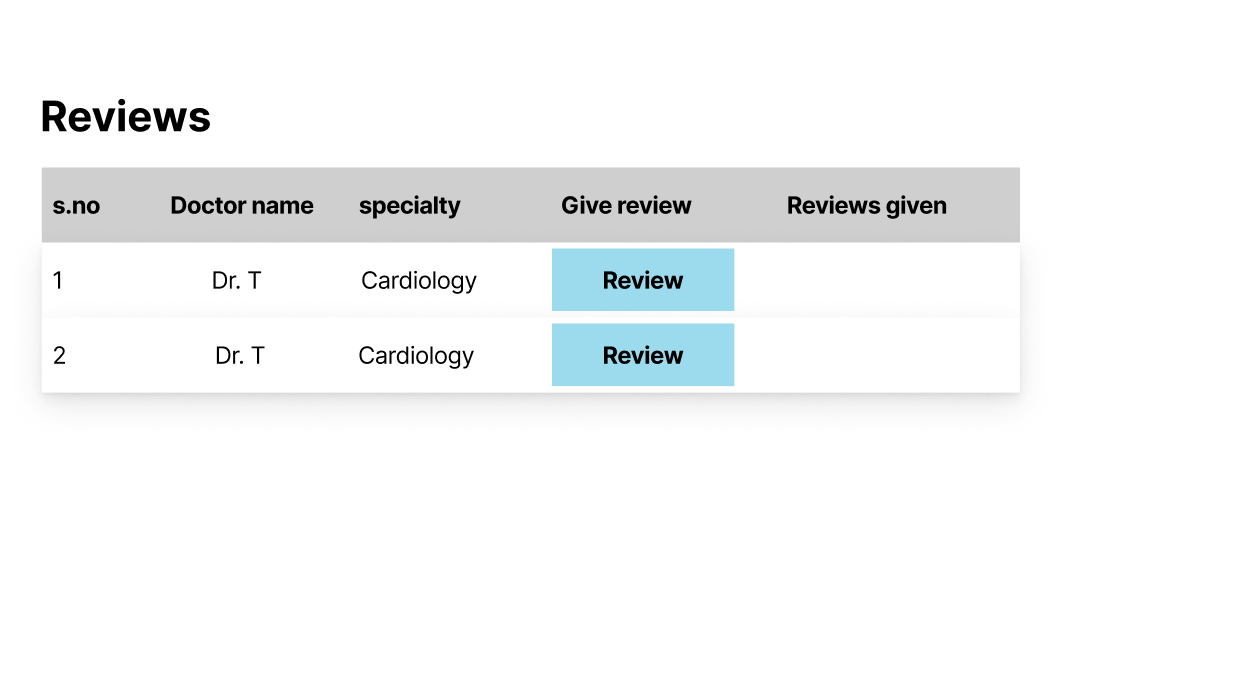 Reviews
s.no Doctor name specialty Give review Reviews given
1 Dr. T Cardiology Review
2 Dr. T Cardiology Review